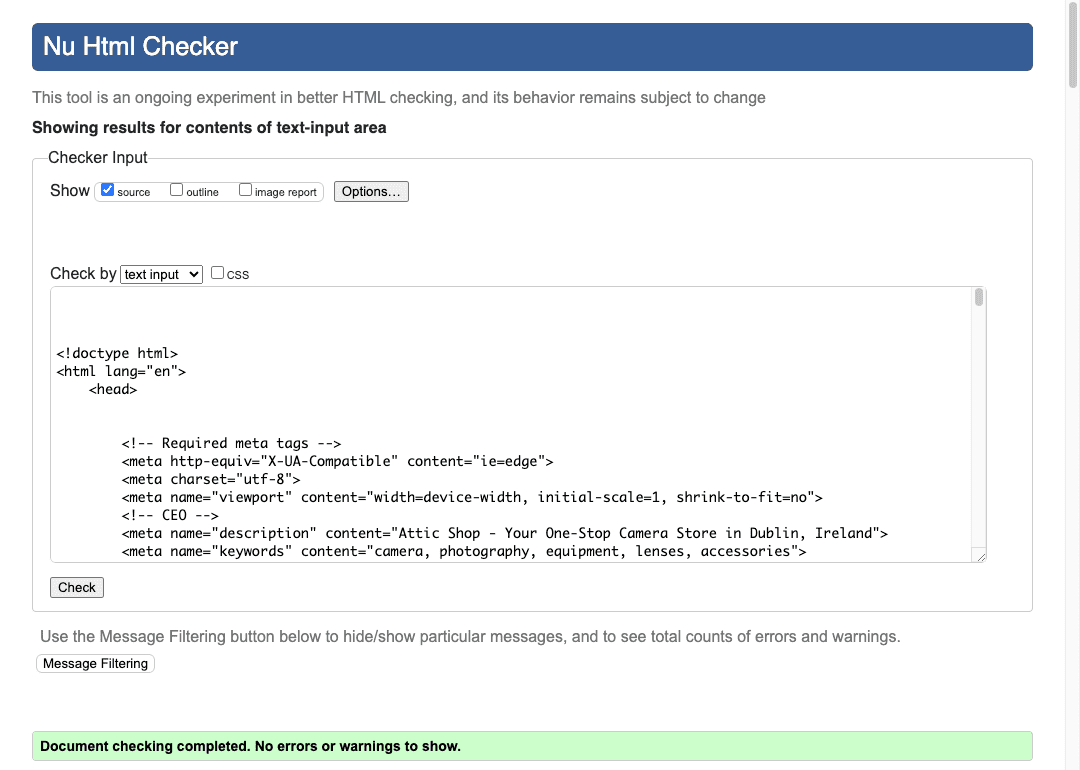 Nu Html Checker
This tool is an ongoing experiment in better HTML checking, and its behavior remains subject to change
Showing results for contents of text-input area
Checker Input
Show source outline image report Options...
Check by text input css
<!doctype html>
<html lang="en">
<head>
<!-- Required meta tags -->
<meta http-equiv="X-UA-Compatible" content="ie=edge">
<meta charset="utf-8">
<meta name="viewport" content="width=device-width, initial-scale=1, shrink-to-fit=no">
<!-- CEO -->
<meta name="description" content="Attic Shop - Your One-Stop Camera Store in Dublin, Ireland">
<meta name="keywords" content="camera, photography, equipment, lenses, accessories">
Check
Use the Message Filtering button below to hide/show particular messages, and to see total counts of errors and warnings.
Message Filtering
Document checking completed. No errors or warnings to show.